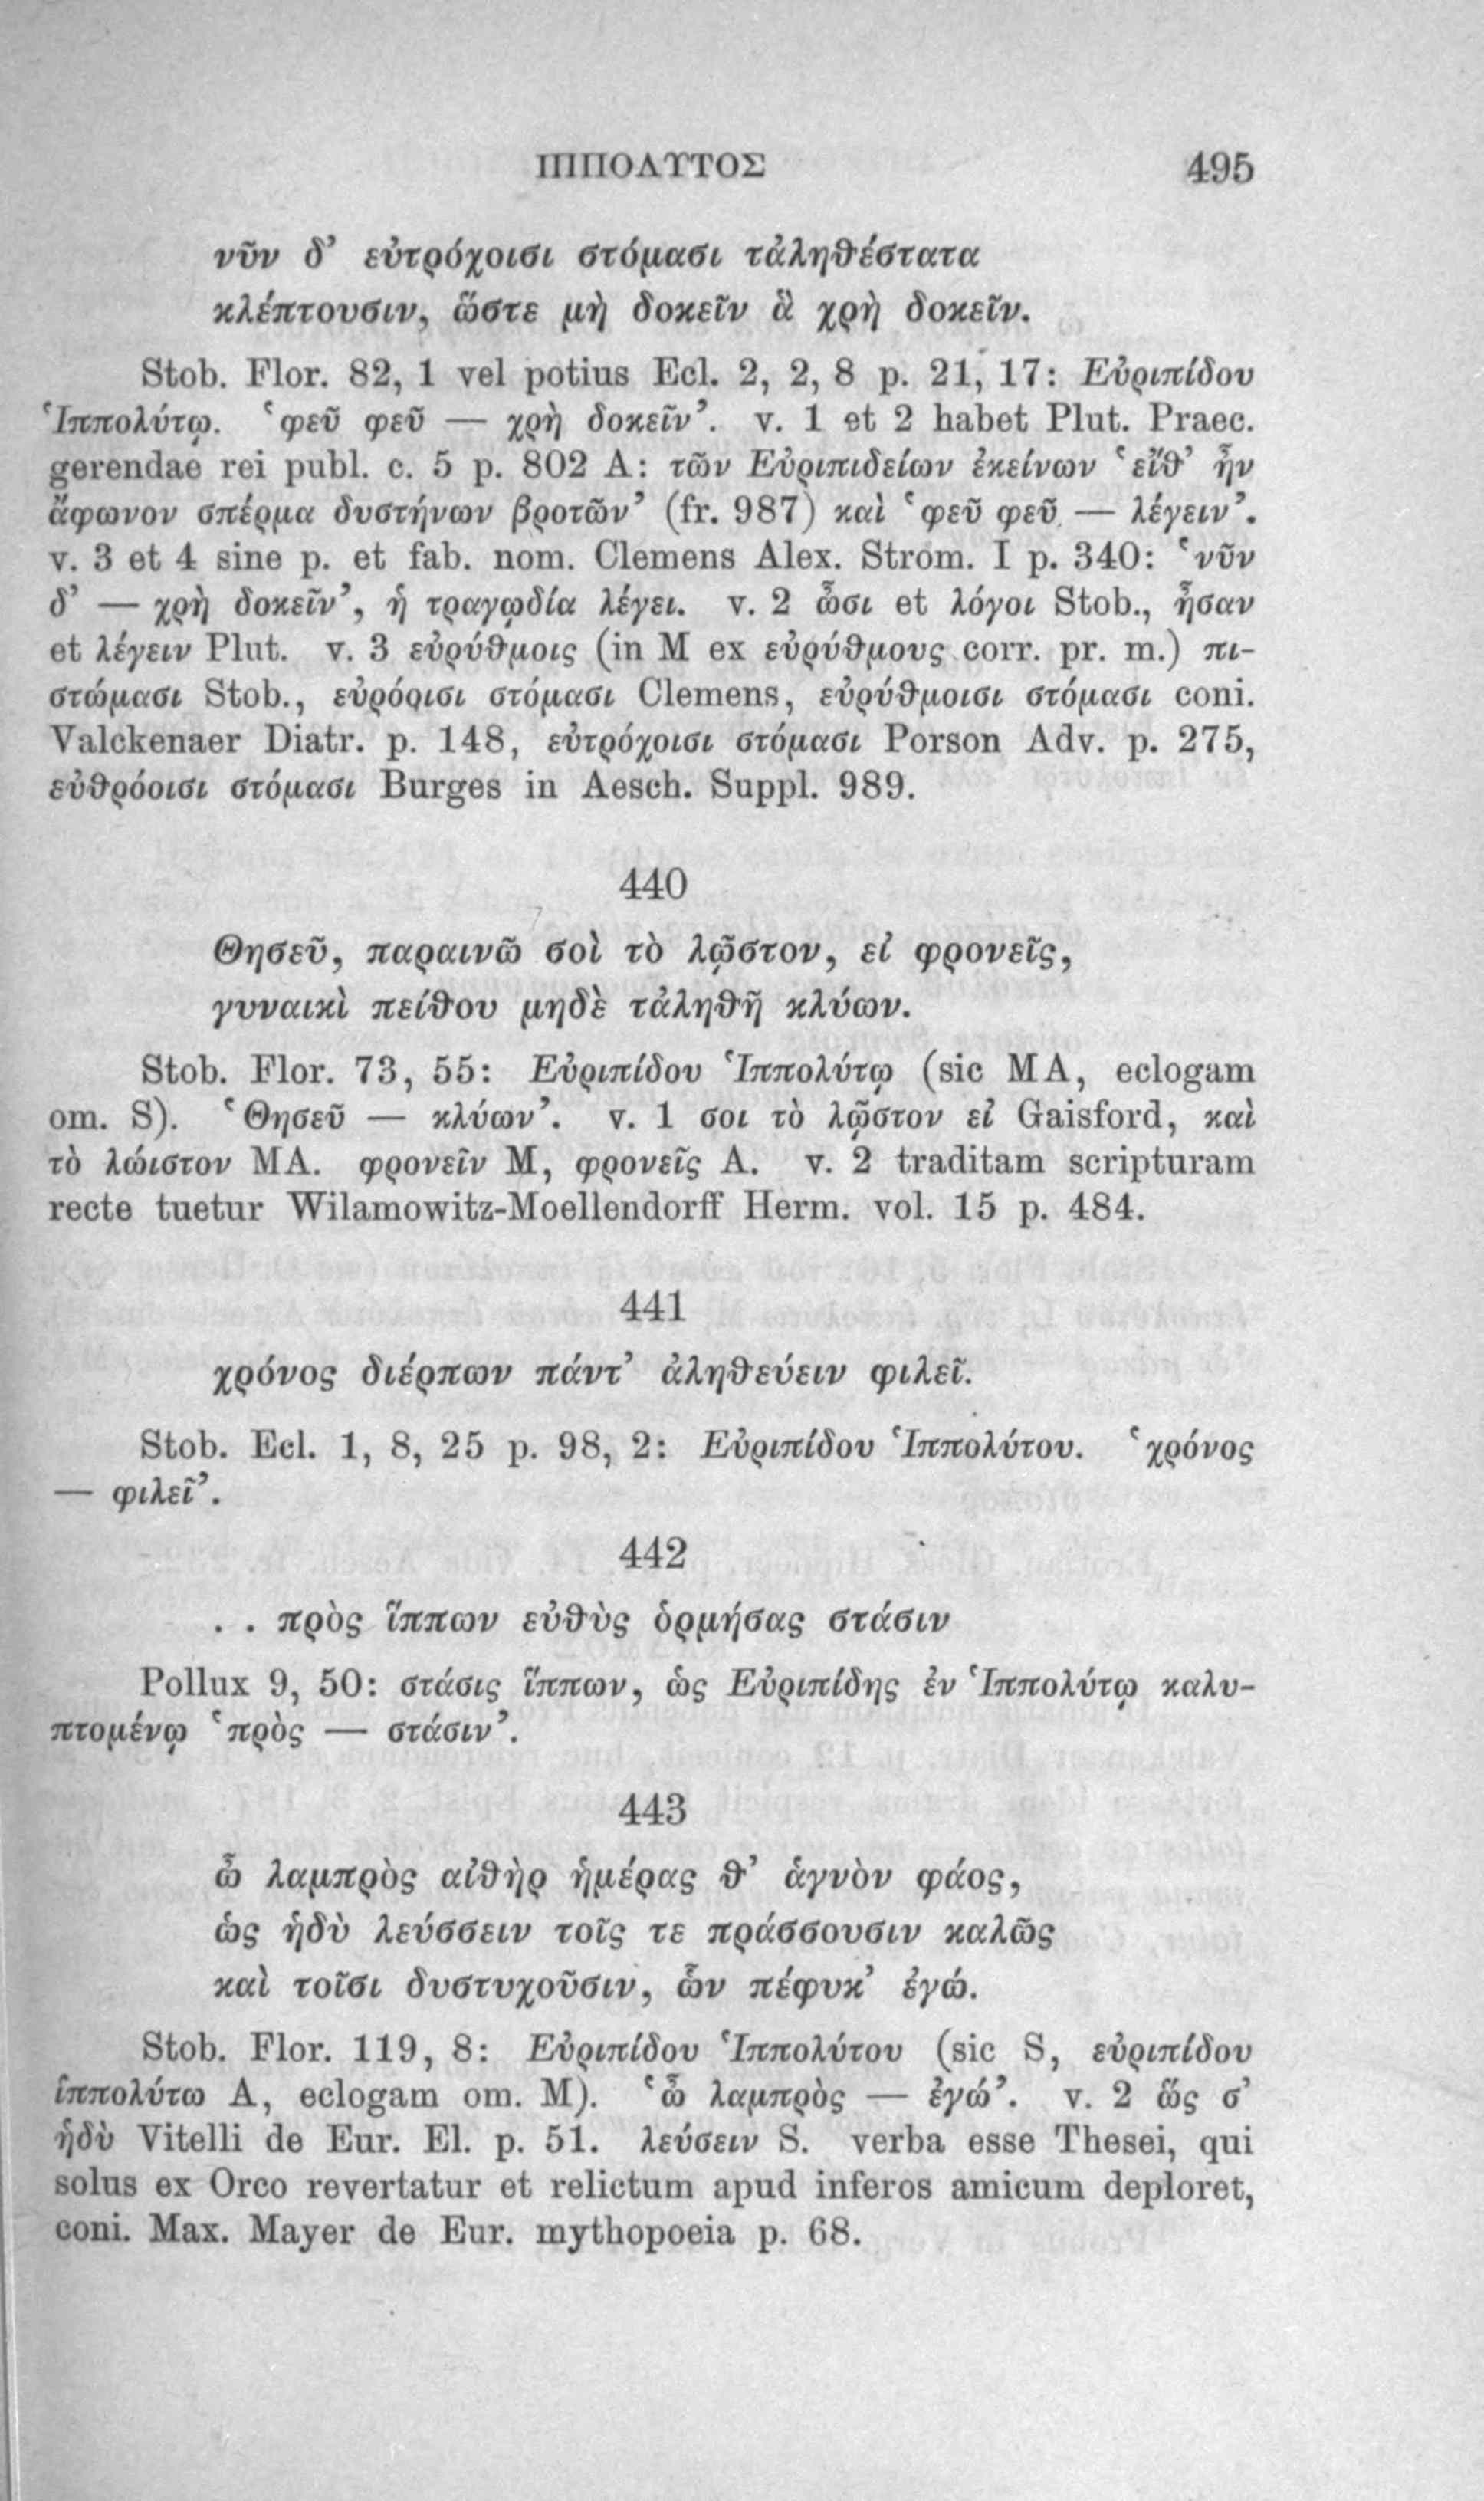 ΙΠΠΟΛΥΤΟΣ 495
νῦν δ’ εὐτρόχοισι στόμασι τἀληθέστατα
κλέπτουσιν, ὥστε μὴ δοκεῖν ἃ χρὴ δοκεῖν.
Stob. Flor. 82, 1 vel potius Ecl. 2, 2, 8 p. 21, 17: Εὐριπίδου
Ἱππολύτῳ. ‘φεῦ φεῦ — χρὴ δοκεῖν’. v. 1 et 2 habet Plut. Praec.
gerendae rei publ. c. 5 p. 802 A: τῶν Εὐριπιδείων ἐκείνων ‘εἴθ’ ἦν
ἄφωνον σπέρμα δυστήνων βροτῶν’ (fr. 987) καὶ ‘φεῦ φεῦ — λέγειν’.
v. 3 et 4 sine p. et fab. nom. Clemens Alex. Strom. I p. 340: ‘νῦν
δ’ — χρὴ δοκεῖν’, ἡ τραγῳδία λέγει. v. 2 ὦσι et λόγοι Stob., ἦσαν
et λέγειν Plut. v. 3 εὐρύθμοις (in M ex εὐρύθμους corr. pr. m.) πι-
στώμασι Stob., εὐρόοισι στόμασι Clemens, εὐρύθμοισι στόμασι coni.
Valckenaer Diatr. p. 148, εὐτρόχοισι στόμασι Porson Adv. p. 275,
εὐθρόοισι στόμασι Burges in Aesch. Suppl. 989.
440
Θησεῦ, παραινῶ σοὶ τὸ λῷστον, εἰ φρονεῖς,
γυναικὶ πείθου μηδὲ τἀληθῆ κλύων.
Stob. Flor. 73, 55: Εὐριπίδου Ἱππολύτῳ (sic MA, eclogam
om. S). ‘Θησεῦ — κλύων’. v. 1 σοι τὸ λῷστον εἰ Gaisford, καὶ
τὸ λώιστον MA. φρονεῖν M, φρονεῖς A. v. 2 traditam scripturam
recte tuetur Wilamowitz-Moellendorff Herm. vol. 15 p. 484.
441
χρόνος διέρπων πάντ’ ἀληθεύειν φιλεῖ.
Stob. Ecl. 1, 8, 25 p. 98, 2: Εὐριπίδου Ἱππολύτου. ‘χρόνος
— φιλεῖ’.
442
. . πρὸς ἵππων εὐθὺς ὁρμήσας στάσιν
Pollux 9, 50: στάσις ἵππων, ὡς Εὐριπίδης ἐν Ἱππολύτῳ καλυ-
πτομένῳ ‘πρὸς — στάσιν’.
443
ὦ λαμπρὸς αἰθὴρ ἡμέρας θ’ ἁγνὸν φάος,
ὡς ἡδὺ λεύσσειν τοῖς τε πράσσουσιν καλῶς
καὶ τοῖσι δυστυχοῦσιν, ὧν πέφυκ’ ἐγώ.
Stob. Flor. 119, 8: Εὐριπίδου Ἱππολύτου (sic S, εὐριπίδου
ἱππολύτω A, eclogam om. M). ‘ὦ λαμπρὸς — ἐγώ’. v. 2 ὥς σ’
ἡδὺ Vitelli de Eur. El. p. 51. λεύσειν S. verba esse Thesei, qui
solus ex Orco revertatur et relictum apud inferos amicum deploret,
coni. Max. Mayer de Eur. mythopoeia p. 68.